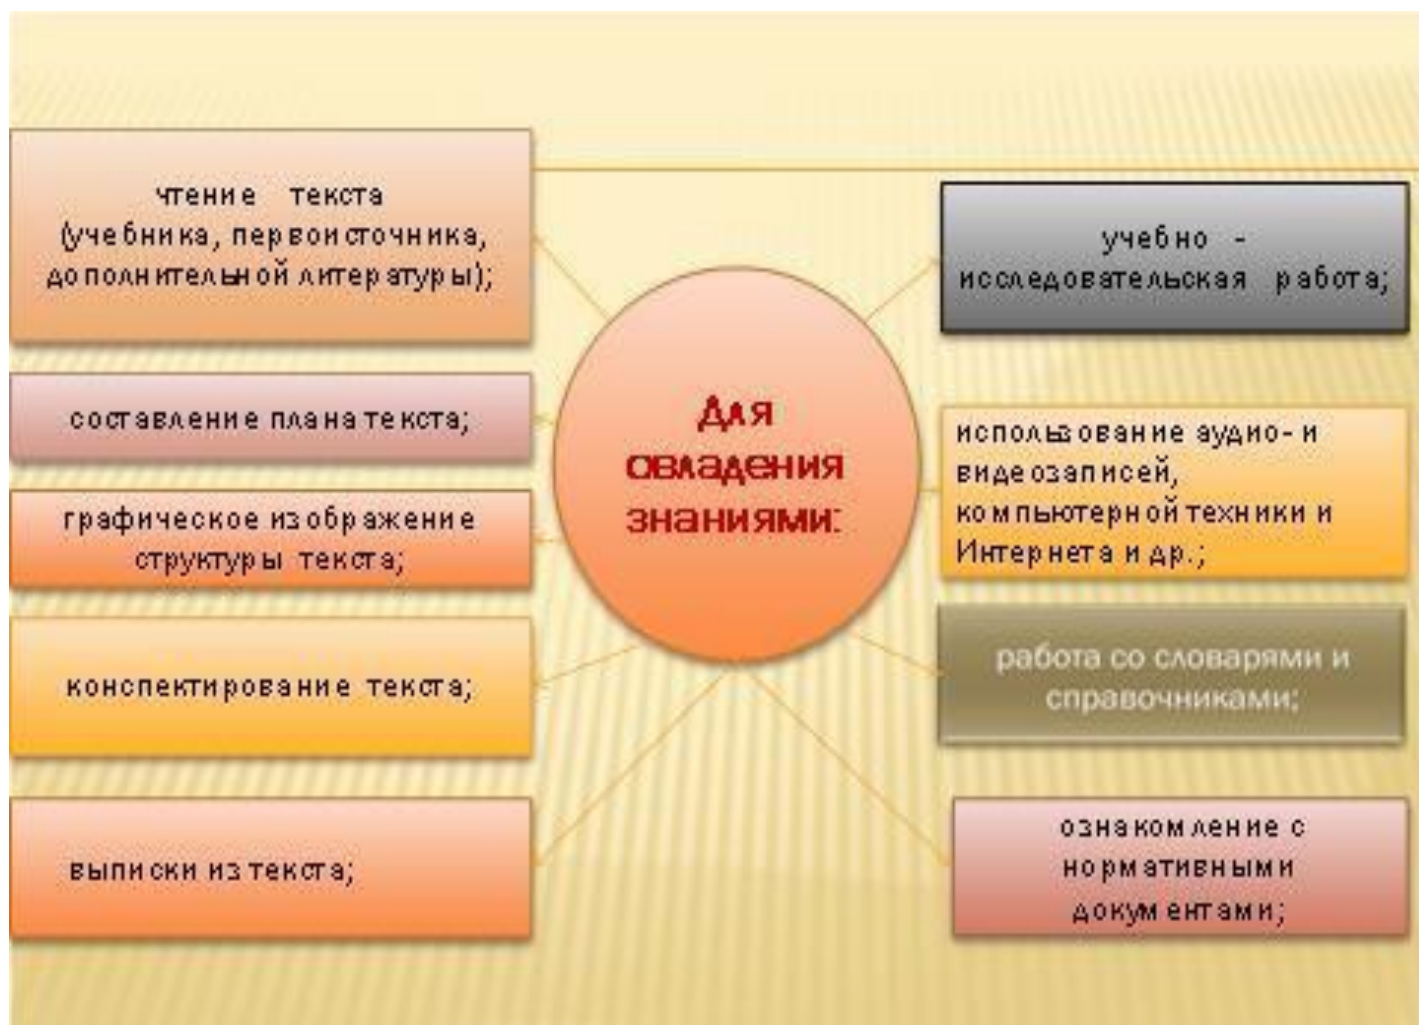 чтение текста
(учебника, первоисточника,
дополнительной литературы);
составление плана текста;
графическое изображение
структуры текста;
конспектирование текста;
выписки из текста;
Для
овладения
знаниями:
учебно -
исследовательская работа;
использование аудио- и
видеозаписей,
компьютерной техники и
Интернета и др.;
работа со словарями и
справочниками;
ознакомление с
нормативными
документами;